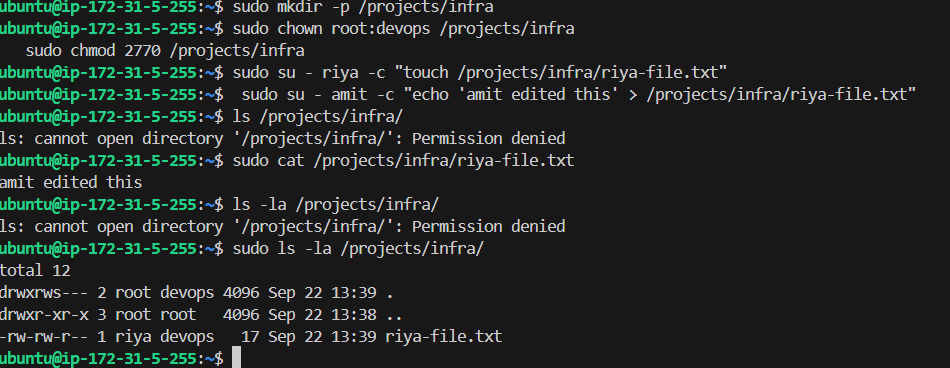 ubuntu@ip-172-31-5-255:~$ sudo mkdir -p /projects/infra
ubuntu@ip-172-31-5-255:~$ sudo chown root:devops /projects/infra
   sudo chmod 2770 /projects/infra
ubuntu@ip-172-31-5-255:~$ sudo su - riya -c "touch /projects/infra/riya-file.txt"
ubuntu@ip-172-31-5-255:~$  sudo su - amit -c "echo 'amit edited this' > /projects/infra/riya-file.txt"
ubuntu@ip-172-31-5-255:~$ ls /projects/infra/
ls: cannot open directory '/projects/infra/': Permission denied
ubuntu@ip-172-31-5-255:~$ sudo cat /projects/infra/riya-file.txt
amit edited this
ubuntu@ip-172-31-5-255:~$ ls -la /projects/infra/
ls: cannot open directory '/projects/infra/': Permission denied
ubuntu@ip-172-31-5-255:~$ sudo ls -la /projects/infra/
total 12
drwxrws--- 2 root devops 4096 Sep 22 13:39 .
drwxr-xr-x 3 root root   4096 Sep 22 13:38 ..
-rw-rw-r-- 1 riya devops   17 Sep 22 13:39 riya-file.txt
ubuntu@ip-172-31-5-255:~$